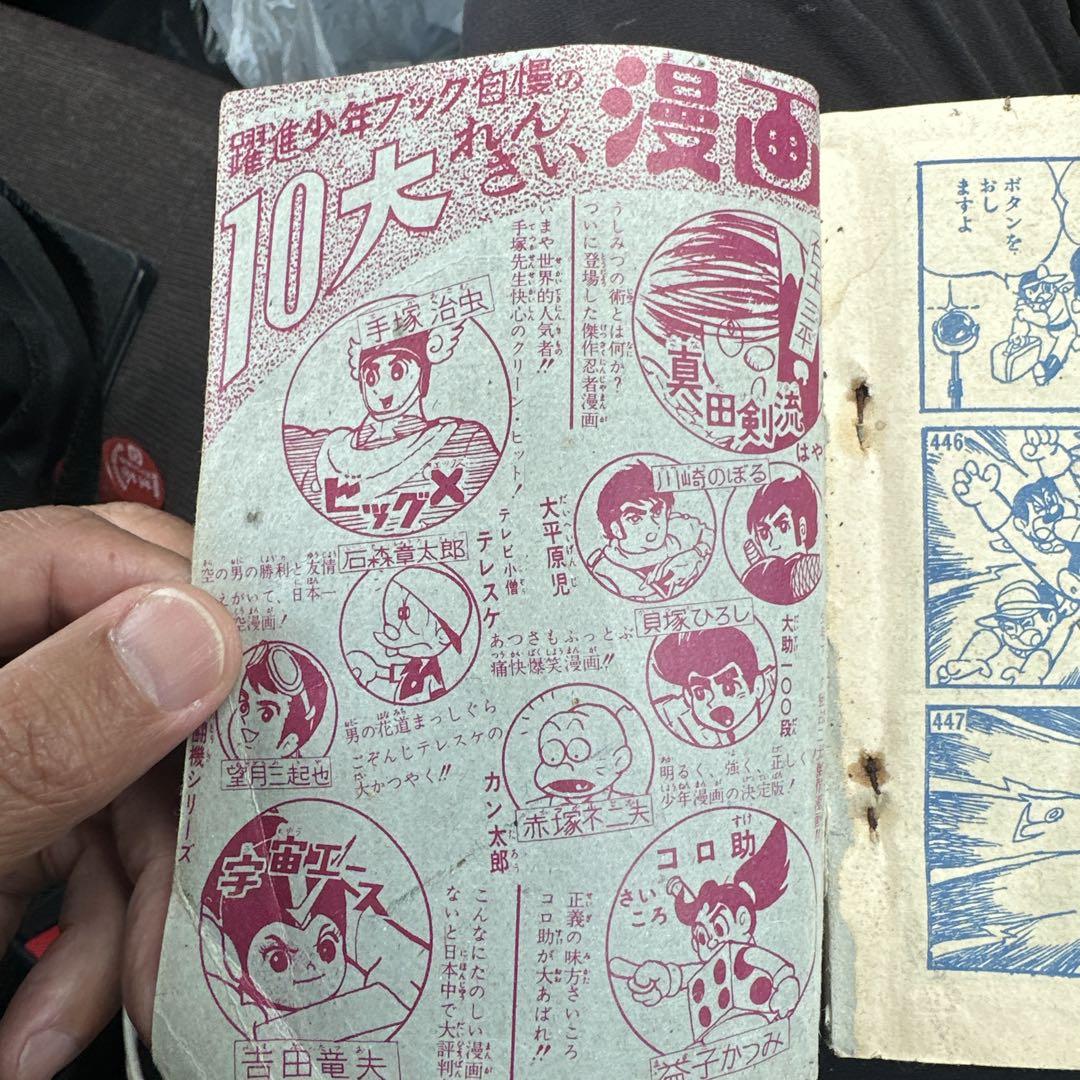 躍進少年ブック自慢の
10大
れんさい
漫画
うしみつの術とは何か?
ついに登場した傑作忍者漫画
真田剣流
いまや世界的人気者!!
手塚先生快心のクリーン・ヒット!
手塚治虫
ビッグX
川崎のぼる
大平原児
テレビ小僧
テレスケ
石森章太郎
空の男の勝利と友情
えがいて、日本一
空漫画!
望月三起也
機シリーズ
男の花道まっしぐら
ごぞんじテレスケの
大かつやく!!
あつさもふっとぶ
痛快爆笑漫画!!
貝塚ひろし
大助一〇〇段
明るく、強く、正しく
少年漫画の決定版!
赤塚不二夫
カン太郎
宇宙エース
吉田竜夫
こんなにたのしい漫画
ないと日本中で大評判
正義の味方さいころ
コロ助が大あばれ!!
さいころ
コロ助
益子かつみ
ボタンを
おし
ますよ
446
447